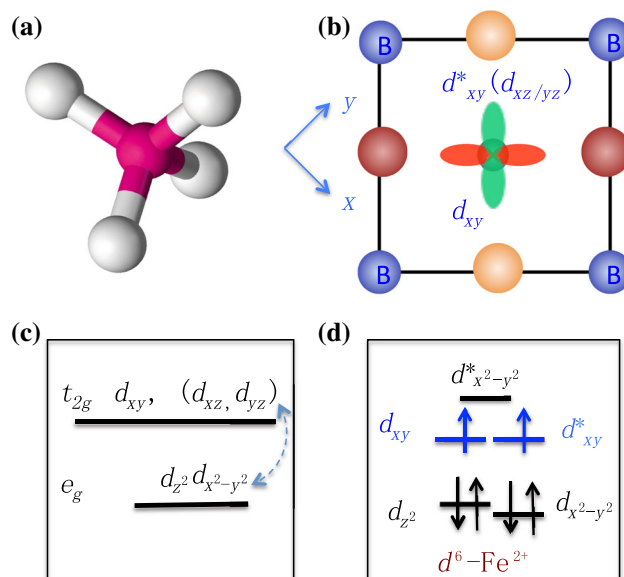 (a)
(b)
B B
d*xy(dxz/yz)
y
x
dxy
B B
(c)
(d)
t2g dxy, (dxz, dyz)
eg dz² dx²−y²
d*x²−y²
dxy d*xy
dz² dx²−y²
d⁶−Fe²⁺